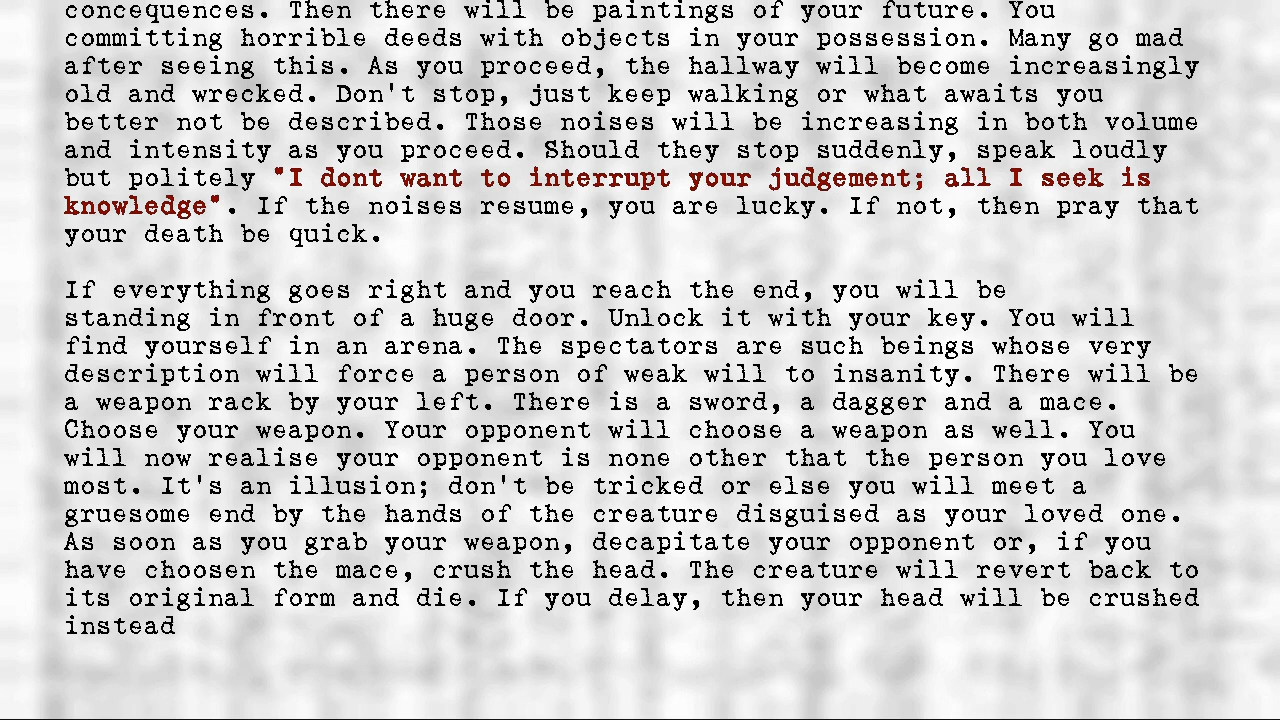 concequences. Then there will be paintings of your future. You
committing horrible deeds with objects in your possession. Many go mad
after seeing this. As you proceed, the hallway will become increasingly
old and wrecked. Don't stop, just keep walking or what awaits you
better not be described. Those noises will be increasing in both volume
and intensity as you proceed. Should they stop suddenly, speak loudly
but politely "I dont want to interrupt your judgement; all I seek is
knowledge". If the noises resume, you are lucky. If not, then pray that
your death be quick.
If everything goes right and you reach the end, you will be
standing in front of a huge door. Unlock it with your key. You will
find yourself in an arena. The spectators are such beings whose very
description will force a person of weak will to insanity. There will be
a weapon rack by your left. There is a sword, a dagger and a mace.
Choose your weapon. Your opponent will choose a weapon as well. You
will now realise your opponent is none other that the person you love
most. It's an illusion; don't be tricked or else you will meet a
gruesome end by the hands of the creature disguised as your loved one.
As soon as you grab your weapon, decapitate your opponent or, if you
have choosen the mace, crush the head. The creature will revert back to
its original form and die. If you delay, then your head will be crushed
instead